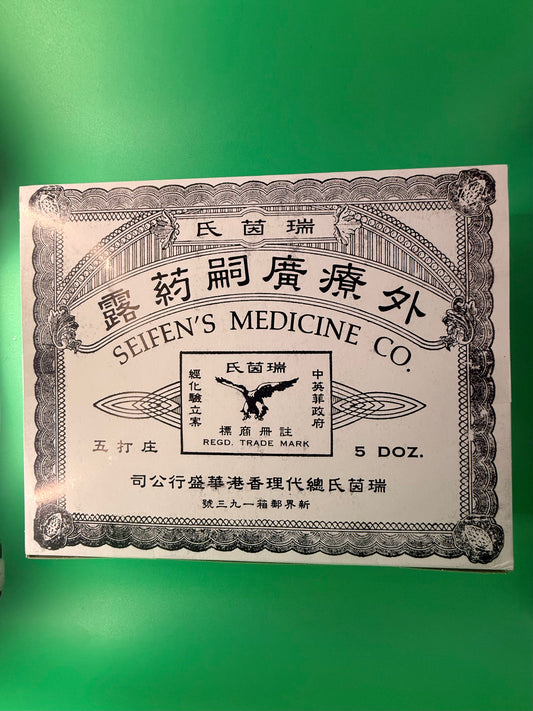 瑞茵氏
外療廣嗣葯露
SEIFEN'S MEDICINE CO.
中英菲政府
瑞茵氏
經化驗立案
註冊商標
REGD. TRADE MARK
五打庄
5 DOZ.
瑞茵氏總代理香港華盛行公司
新界郵箱一九三號